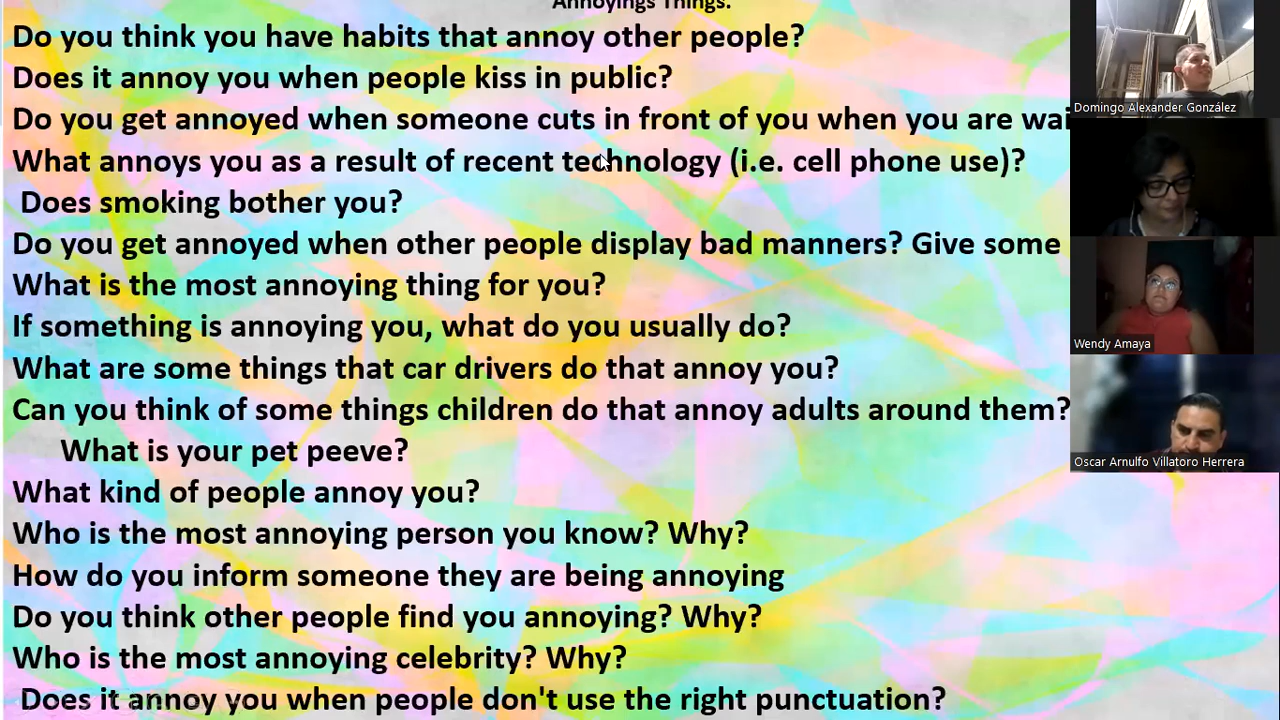 Annoyings Things.
Do you think you have habits that annoy other people?
Does it annoy you when people kiss in public?
Do you get annoyed when someone cuts in front of you when you are
What annoys you as a result of recent technology (i.e. cell phone use)?
Does smoking bother you?
Do you get annoyed when other people display bad manners? Give some
What is the most annoying thing for you?
If something is annoying you, what do you usually do?
What are some things that car drivers do that annoy you?
Can you think of some things children do that annoy adults around them?
What is your pet peeve?
What kind of people annoy you?
Who is the most annoying person you know? Why?
How do you inform someone they are being annoying
Do you think other people find you annoying? Why?
Who is the most annoying celebrity? Why?
Does it annoy you when people don't use the right punctuation?
Domingo Alexander González
Wendy Amaya
Oscar Arnulfo Villatoro Herrera